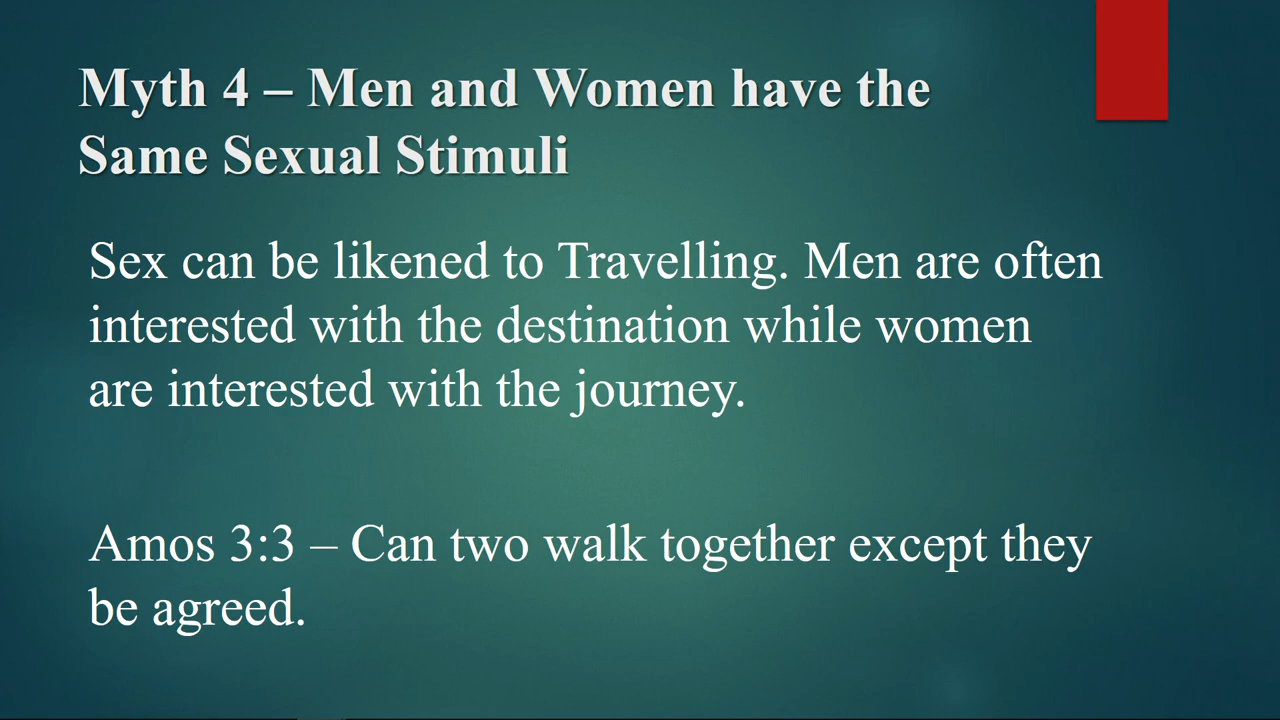 Myth 4 – Men and Women have the
Same Sexual Stimuli
Sex can be likened to Travelling. Men are often
interested with the destination while women
are interested with the journey.
Amos 3:3 – Can two walk together except they
be agreed.